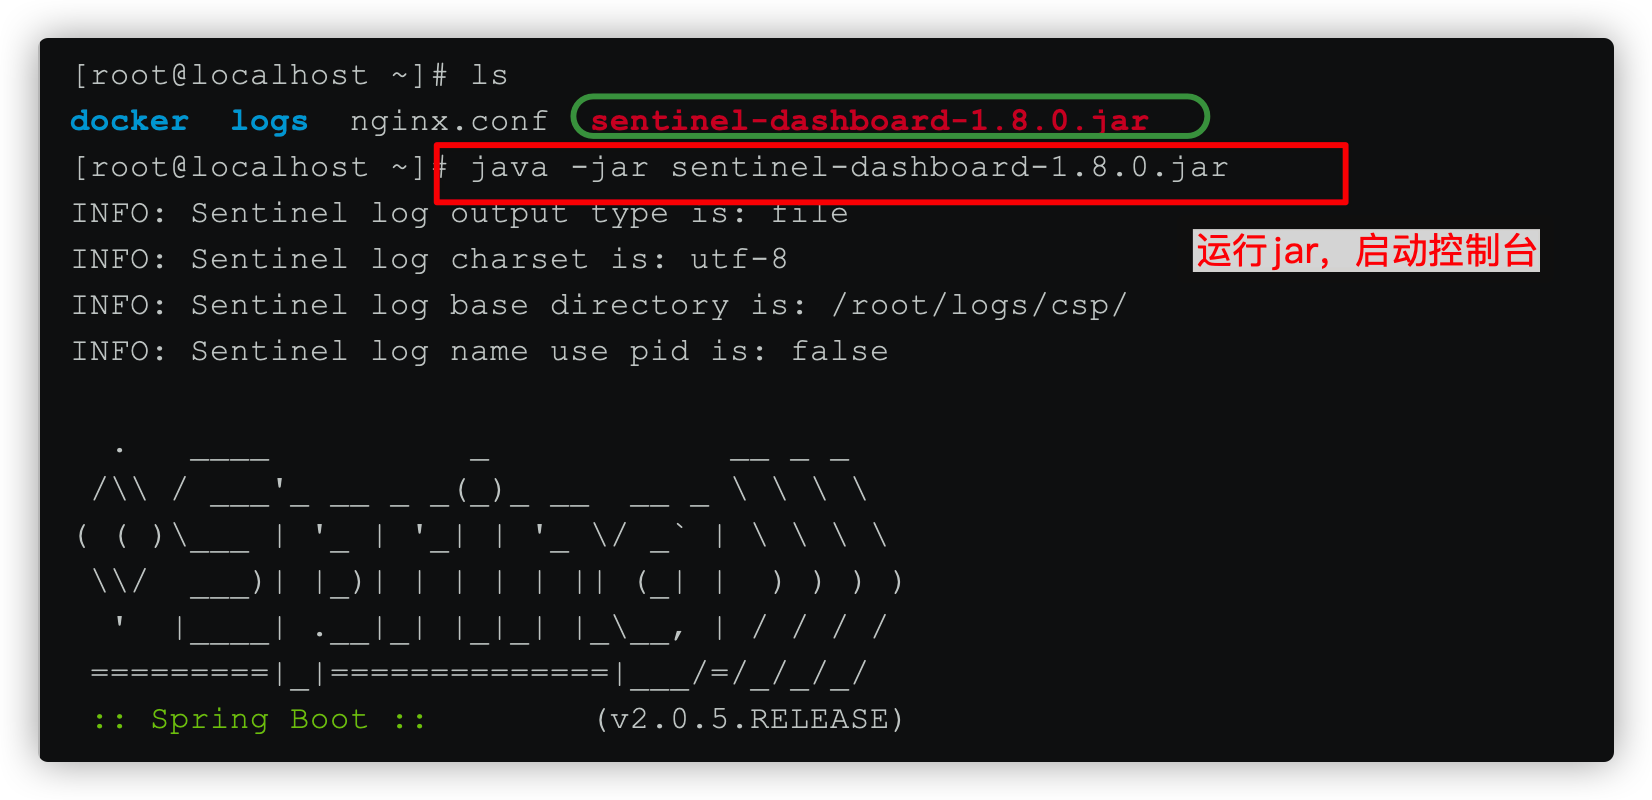 [root@localhost ~]# ls
docker  logs  nginx.conf  sentinel-dashboard-1.8.0.jar
[root@localhost ~]# java -jar sentinel-dashboard-1.8.0.jar
INFO: Sentinel log output type is: file
运行jar，启动控制台
INFO: Sentinel log charset is: utf-8
INFO: Sentinel log base directory is: /root/logs/csp/
INFO: Sentinel log name use pid is: false
  .   ____          _            __ _ _
 /\\ / ___'_ __ _ _(_)_ __  __ _ \ \ \ \
( ( )\___ | '_ | '_| | '_ \/ _` | \ \ \ \
 \\/  ___)| |_)| | | | | || (_| |  ) ) ) )
  '  |____| .__|_| |_|_| |_\__, | / / / /
 =========|_|==============|___/=/_/_/_/
 :: Spring Boot ::        (v2.0.5.RELEASE)